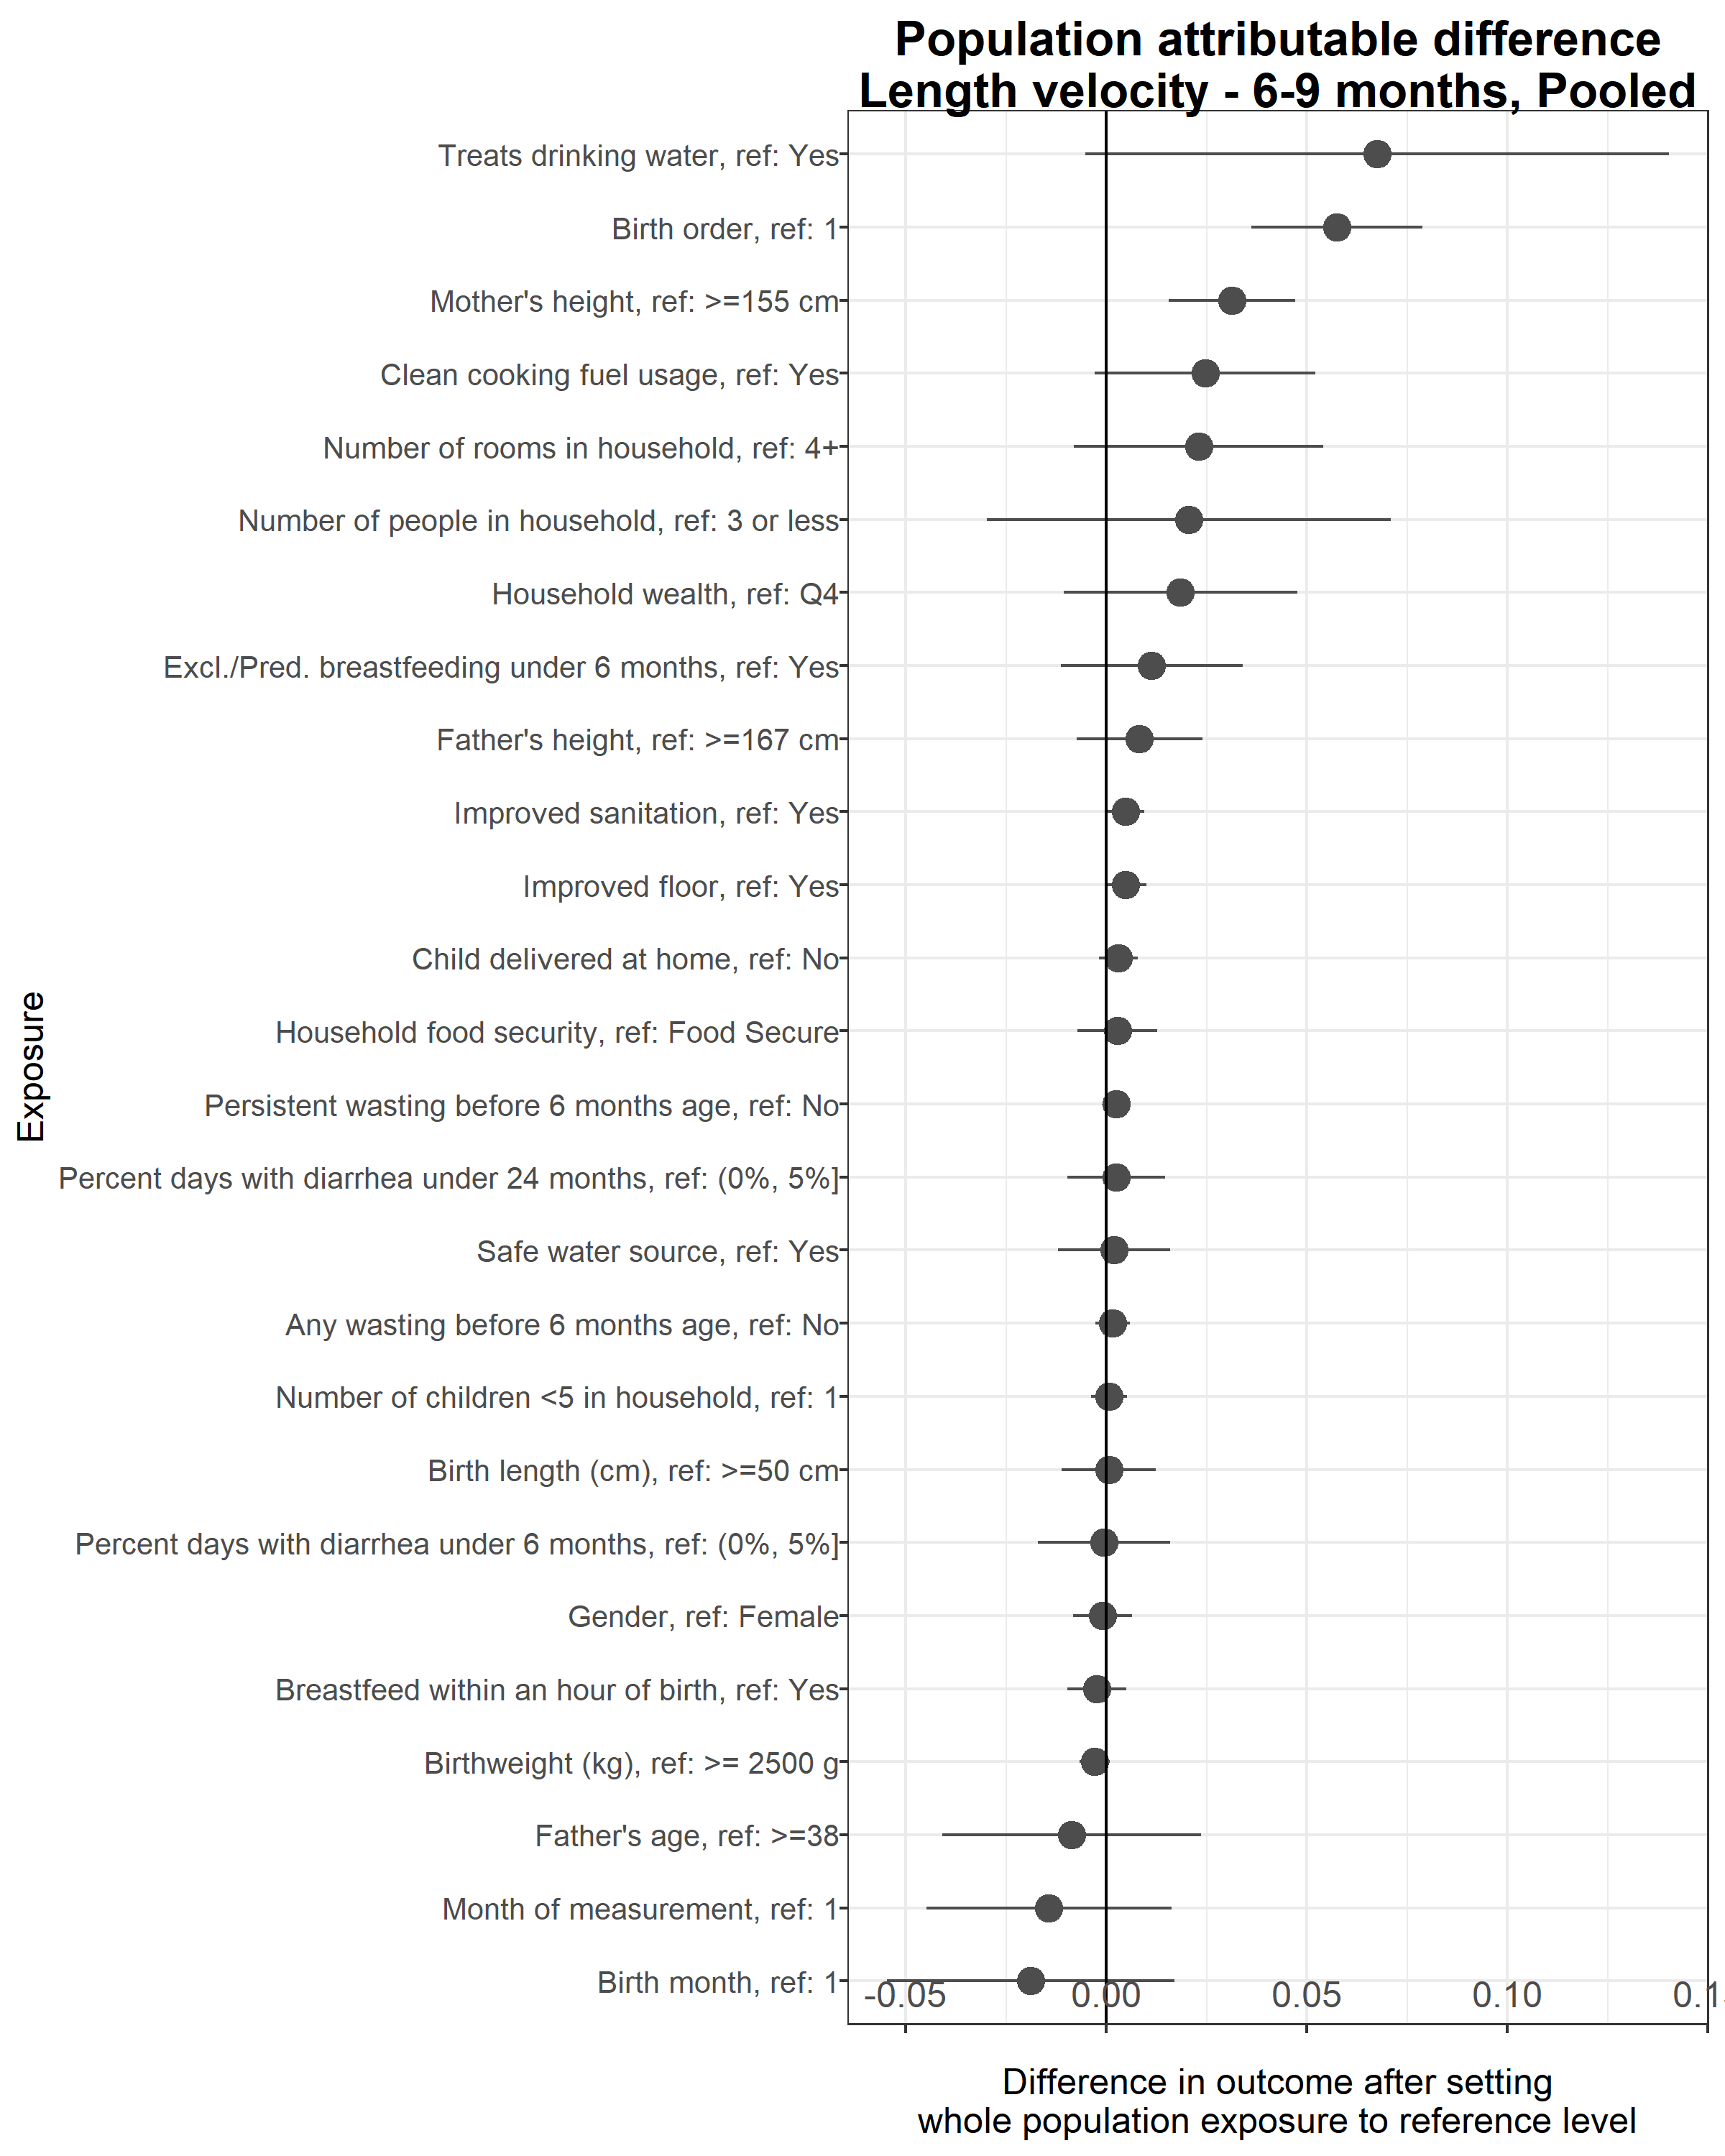 Population attributable difference
Length velocity - 6-9 months, Pooled
Treats drinking water, ref: Yes
Birth order, ref: 1
Mother's height, ref: >=155 cm
Clean cooking fuel usage, ref: Yes
Number of rooms in household, ref: 4+
Number of people in household, ref: 3 or less
Household wealth, ref: Q4
Excl./Pred. breastfeeding under 6 months, ref: Yes
Father's height, ref: >=167 cm
Improved sanitation, ref: Yes
Improved floor, ref: Yes
Child delivered at home, ref: No
Household food security, ref: Food Secure
Persistent wasting before 6 months age, ref: No
Percent days with diarrhea under 24 months, ref: (0%, 5%]
Safe water source, ref: Yes
Any wasting before 6 months age, ref: No
Number of children <5 in household, ref: 1
Birth length (cm), ref: >=50 cm
Percent days with diarrhea under 6 months, ref: (0%, 5%]
Gender, ref: Female
Breastfeed within an hour of birth, ref: Yes
Birthweight (kg), ref: >= 2500 g
Father's age, ref: >=38
Month of measurement, ref: 1
Birth month, ref: 1
Exposure
-0.05 0.00 0.05 0.10
Difference in outcome after setting
whole population exposure to reference level